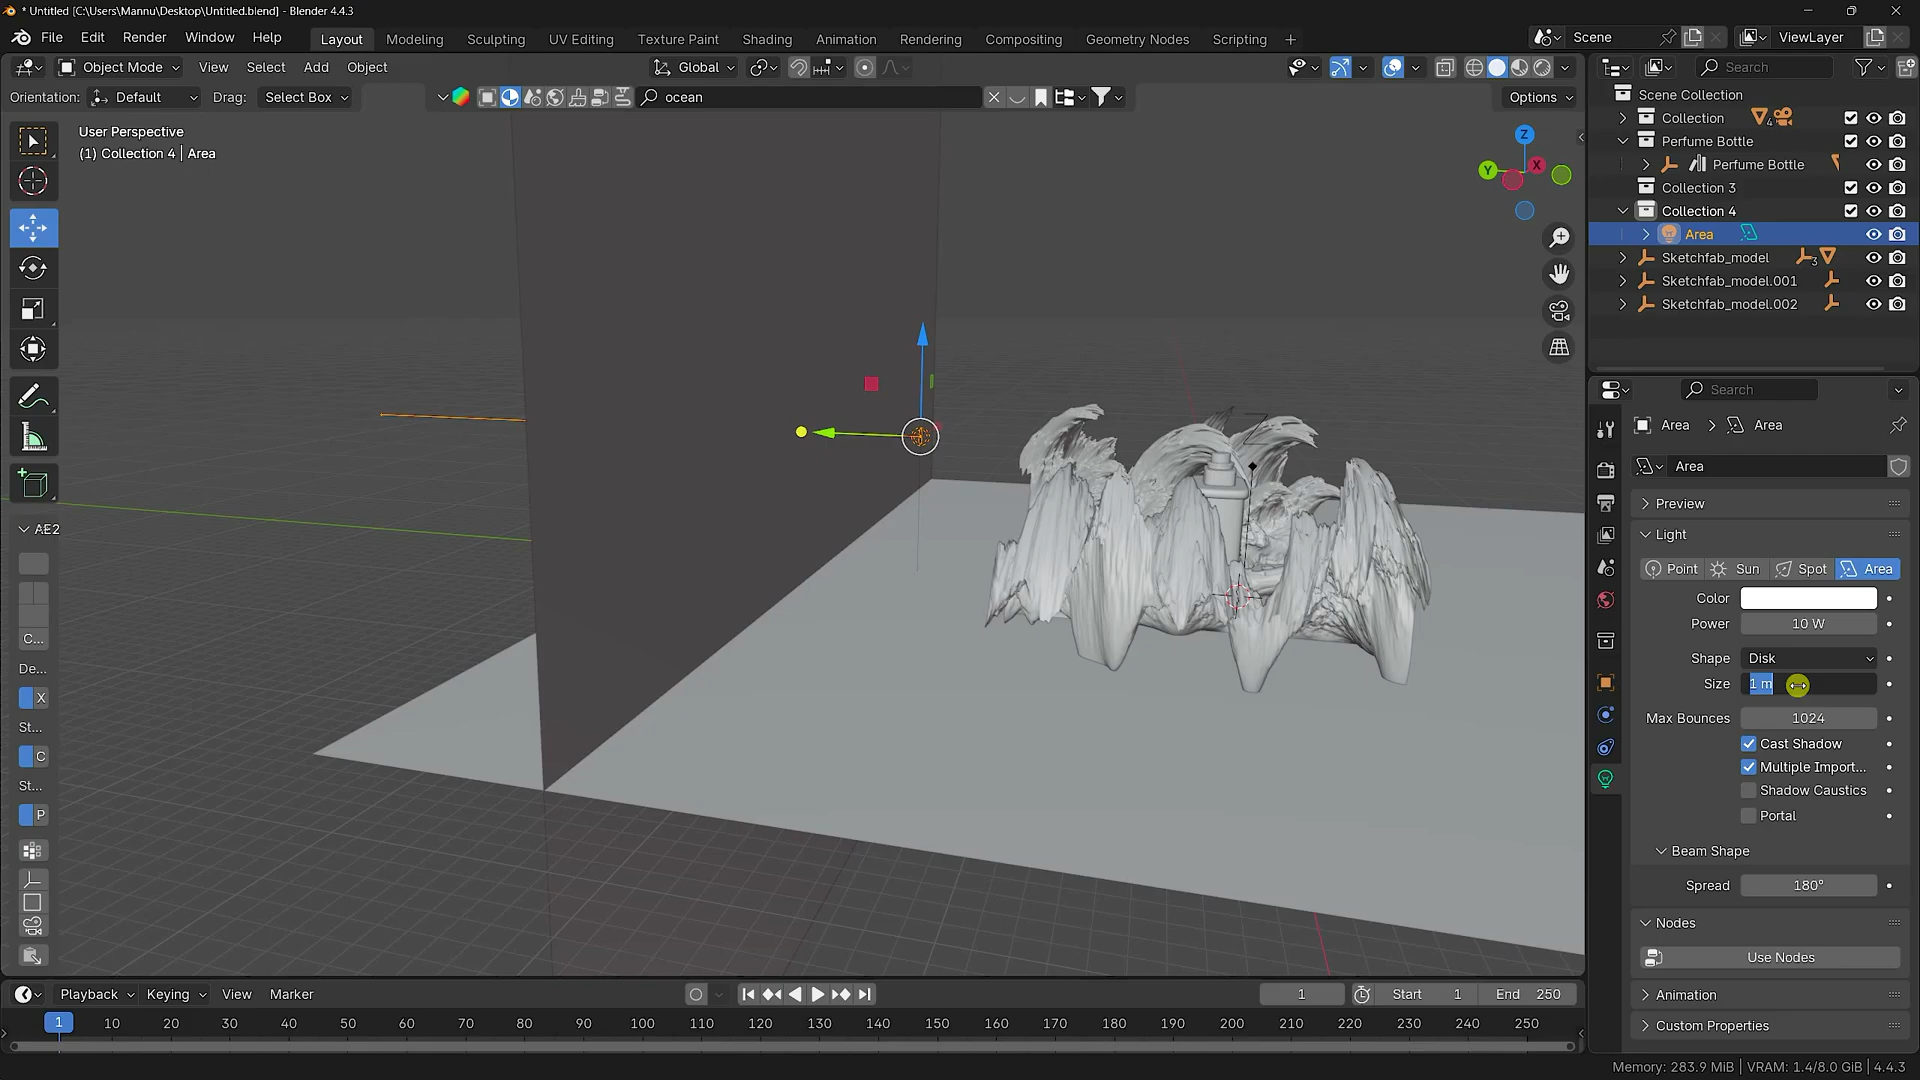 * Untitled [C:\Users\Mannu\Desktop\Untitled.blend] - Blender 4.4.3
File Edit Render Window Help
Layout Modeling Sculpting UV Editing Texture Paint Shading Animation Rendering Compositing Geometry Nodes Scripting +
Scene
ViewLayer
Object Mode View Select Add Object
Global
Search
Orientation: Default Drag: Select Box
ocean
Options
User Perspective
(1) Collection 4 | Area
Z
Y
X
Scene Collection
Collection 4
Perfume Bottle
Perfume Bottle
Collection 3
Collection 4
Area
Sketchfab_model 3
Sketchfab_model.001
Sketchfab_model.002
Search
Area > Area
Area
Preview
Light
Point Sun Spot Area
Color
Power 10 W
Shape Disk
Size 1 m
Max Bounces 1024
Cast Shadow
Multiple Import...
Shadow Caustics
Portal
Beam Shape
Spread 180°
Nodes
Use Nodes
Animation
Custom Properties
AE2
C...
De...
X
St...
C
St...
P
Playback Keying View Marker
1
Start 1
End 250
1 10 20 30 40 50 60 70 80 90 100 110 120 130 140 150 160 170 180 190 200 210 220 230 240 250
Memory: 283.9 MiB | VRAM: 1.4/8.0 GiB | 4.4.3